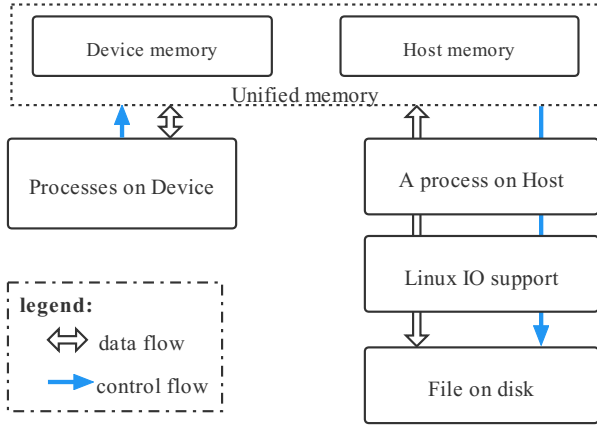 Device memory
Host memory
Unified memory
Processes on Device
A process on Host
Linux IO support
legend:
data flow
control flow
File on disk